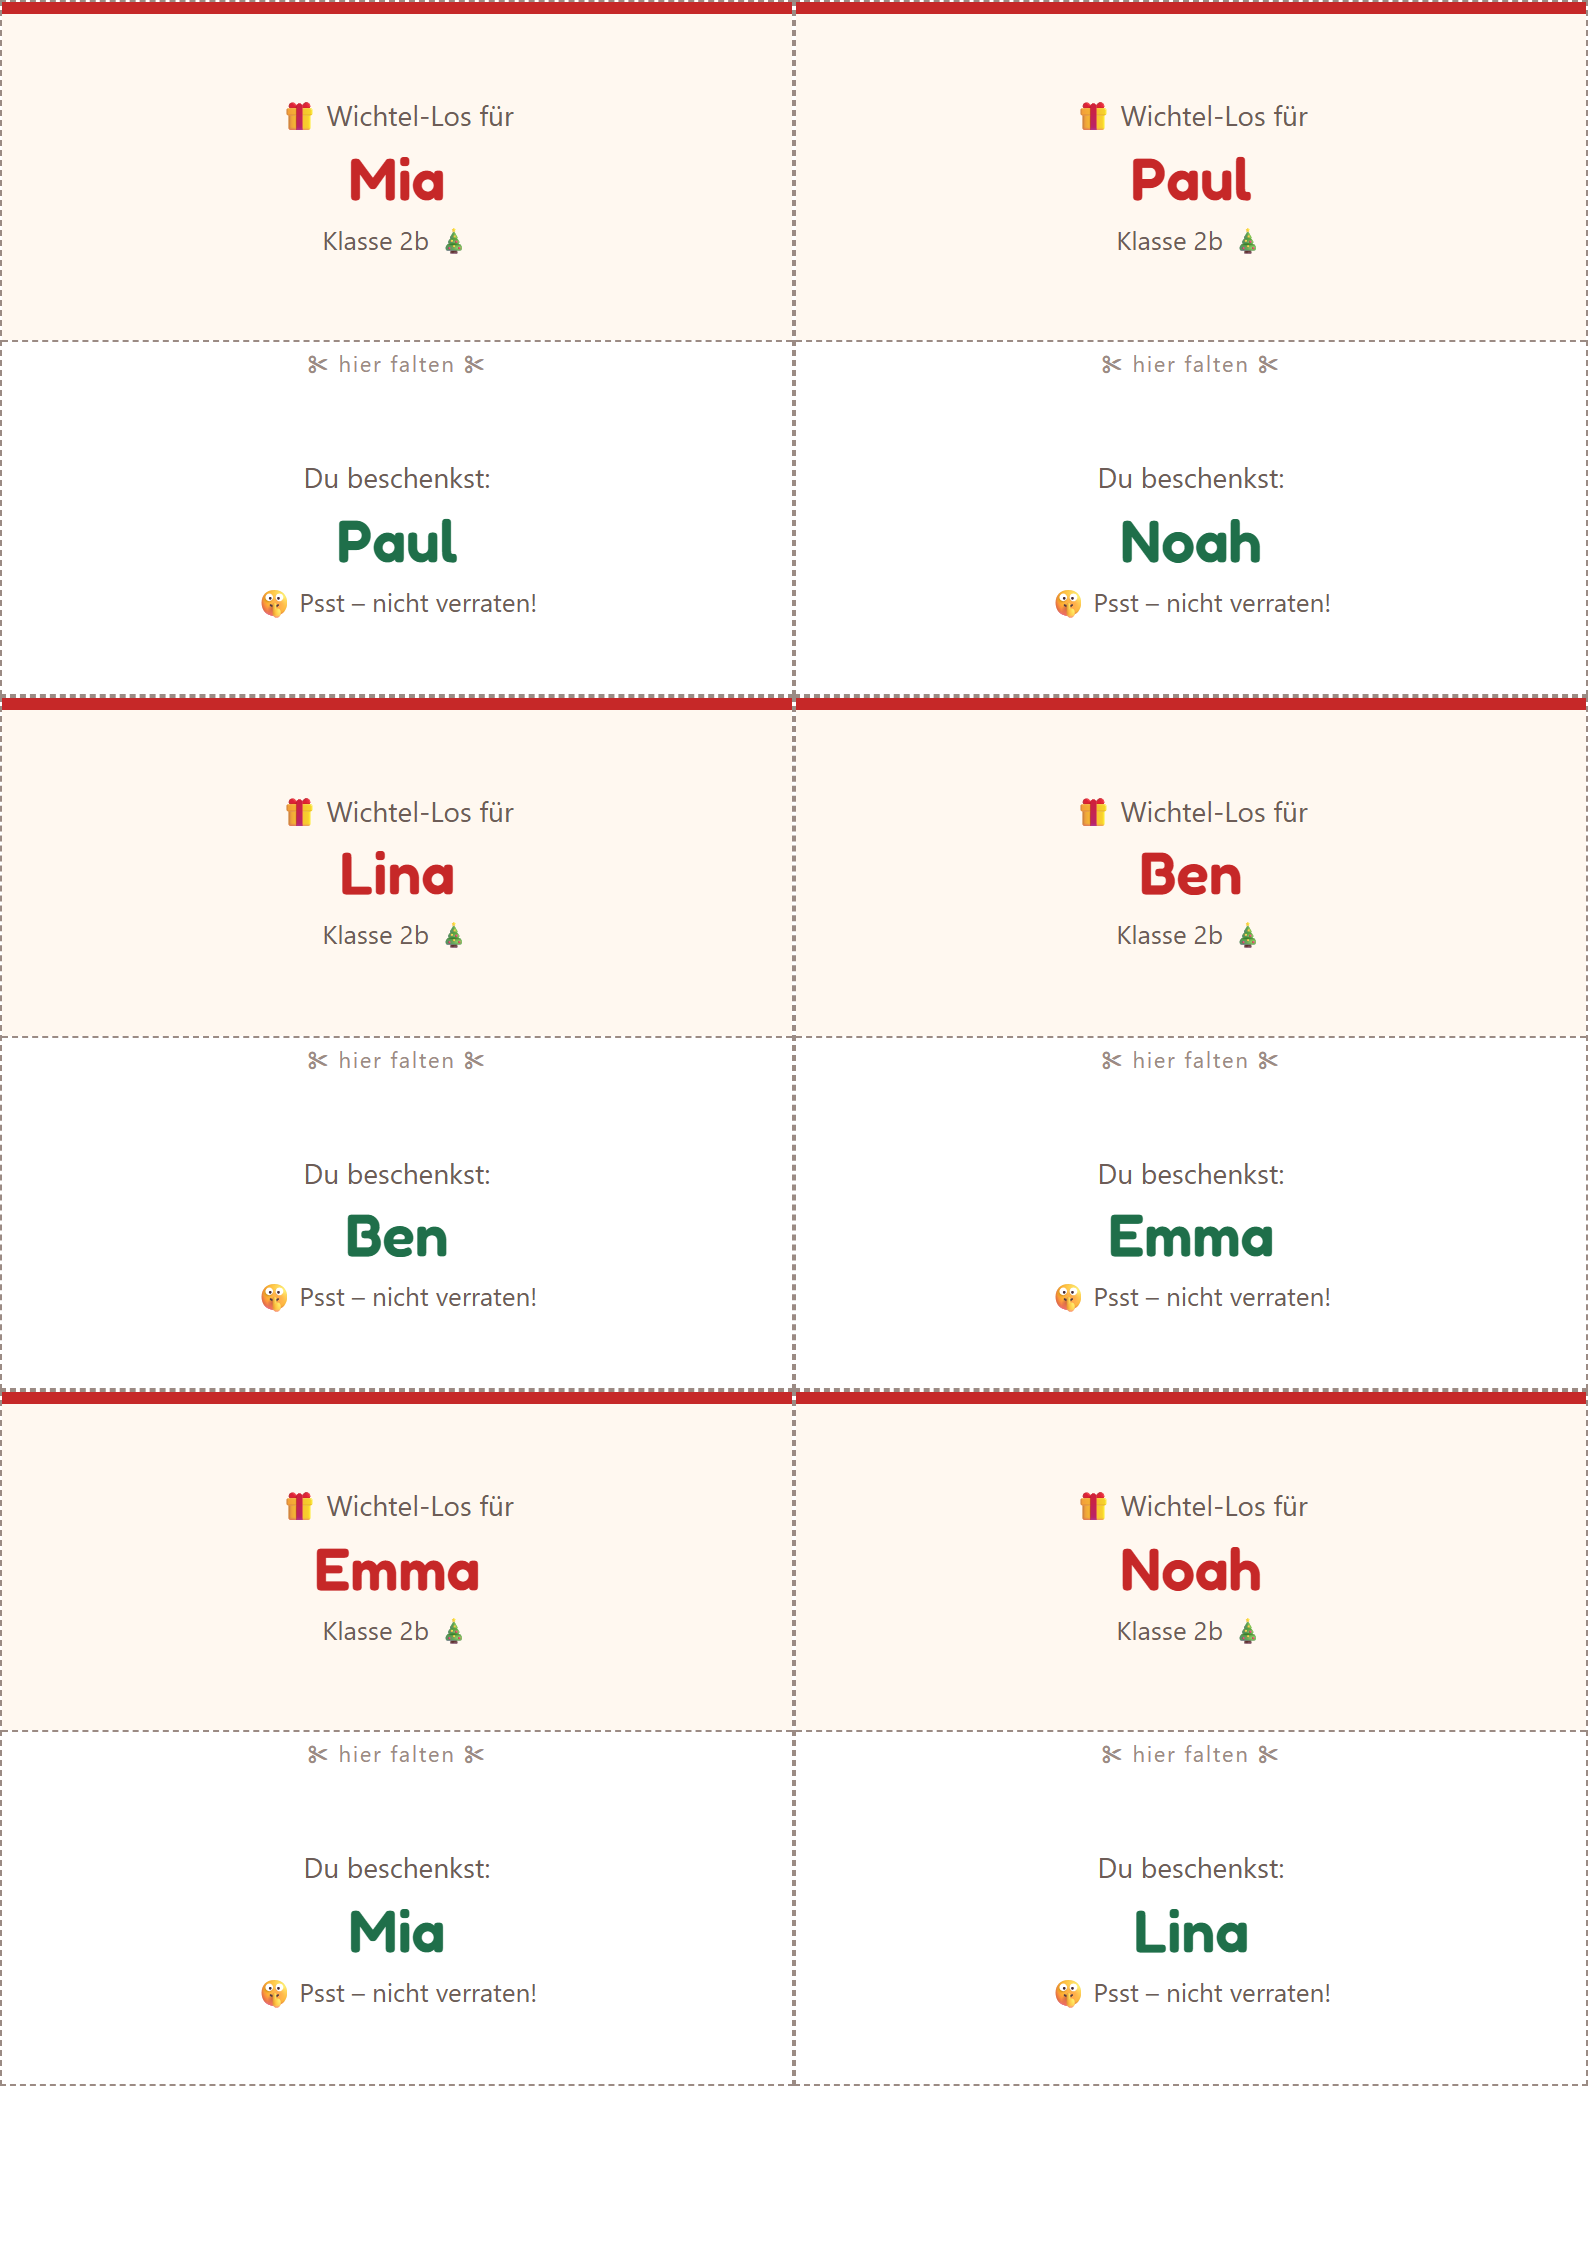 🎁 Wichtel-Los für
Mia
Klasse 2b 🎄
✂ hier falten ✂
Du beschenkst:
Paul
🤫 Psst – nicht verraten!
🎁 Wichtel-Los für
Paul
Klasse 2b 🎄
✂ hier falten ✂
Du beschenkst:
Noah
🤫 Psst – nicht verraten!
🎁 Wichtel-Los für
Lina
Klasse 2b 🎄
✂ hier falten ✂
Du beschenkst:
Ben
🤫 Psst – nicht verraten!
🎁 Wichtel-Los für
Ben
Klasse 2b 🎄
✂ hier falten ✂
Du beschenkst:
Emma
🤫 Psst – nicht verraten!
🎁 Wichtel-Los für
Emma
Klasse 2b 🎄
✂ hier falten ✂
Du beschenkst:
Mia
🤫 Psst – nicht verraten!
🎁 Wichtel-Los für
Noah
Klasse 2b 🎄
✂ hier falten ✂
Du beschenkst:
Lina
🤫 Psst – nicht verraten!